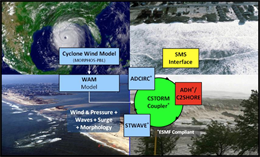 Cyclone Wind Model
(MORPHOS-PBL)
SMS
Interface
WAM
Model
ADCIRC*
ADH*/
C2SHORE
CSTORM
Coupler*
Wind & Pressure +
Waves + Surge
+ Morphology
STWAVE*
*ESMF Compliant